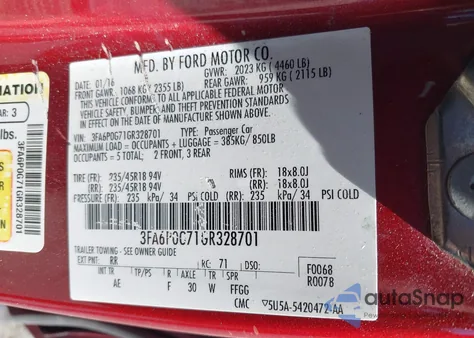 MFD. BY FORD MOTOR CO.
01/16
GVWR: 2023 KG ( 4460 LB)
FRONT GAWR: 1068 KG ( 2355 LB)
REAR GAWR: 959 KG ( 2115 LB)
THIS VEHICLE CONFORMS TO ALL APPLICABLE FEDERAL MOTOR
VEHICLE SAFETY, BUMPER, AND THEFT PREVENTION
STANDARDS IN EFFECT ON THE DATE OF MANUFACTURE SHOWN ABOVE.
VIN: 3FA6P0G71GR328701 TYPE: Passenger Car
MAXIMUM LOAD = OCCUPANTS + LUGGAGE = 385KG/ 850LB
OCCUPANTS = 5 TOTAL: 2 FRONT, 3 REAR
TIRE (FR): 235/45R18 94V (FR): 18x8.0J
(RR): 235/45R18 94V RIMS (RR): 18x8.0J
PRESSURE (FR): 235 kPa/ 34 PSI COLD (RR): 235 kPa/ 34 PSI COLD
3FA6P0G71GR328701
TRAILER TOWING - SEE OWNER GUIDE
EXT PNT: RR RC: 71 DSO: F0068
INT TR TP/PS R AXLE TR SPR R0078
AE F 30 W FFGG
CMC 5U5A-5420472-AA
MATION
AR: 3
lbs.
3FA6P0G71GR328701
autoSnap